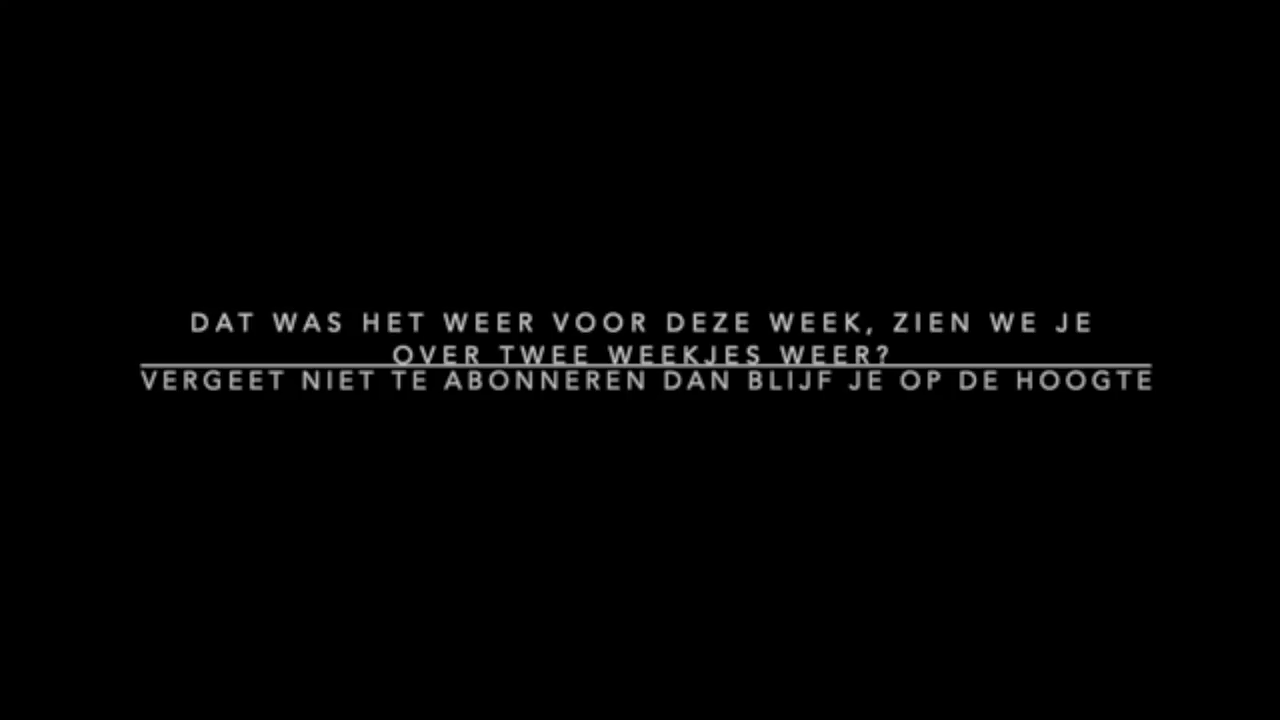 DAT WAS HET WEER VOOR DEZE WEEK, ZIEN WE JE
OVER TWEE WEEKJES WEER?
VERGEET NIET TE ABONNEREN DAN BLIJF JE OP DE HOOGTE